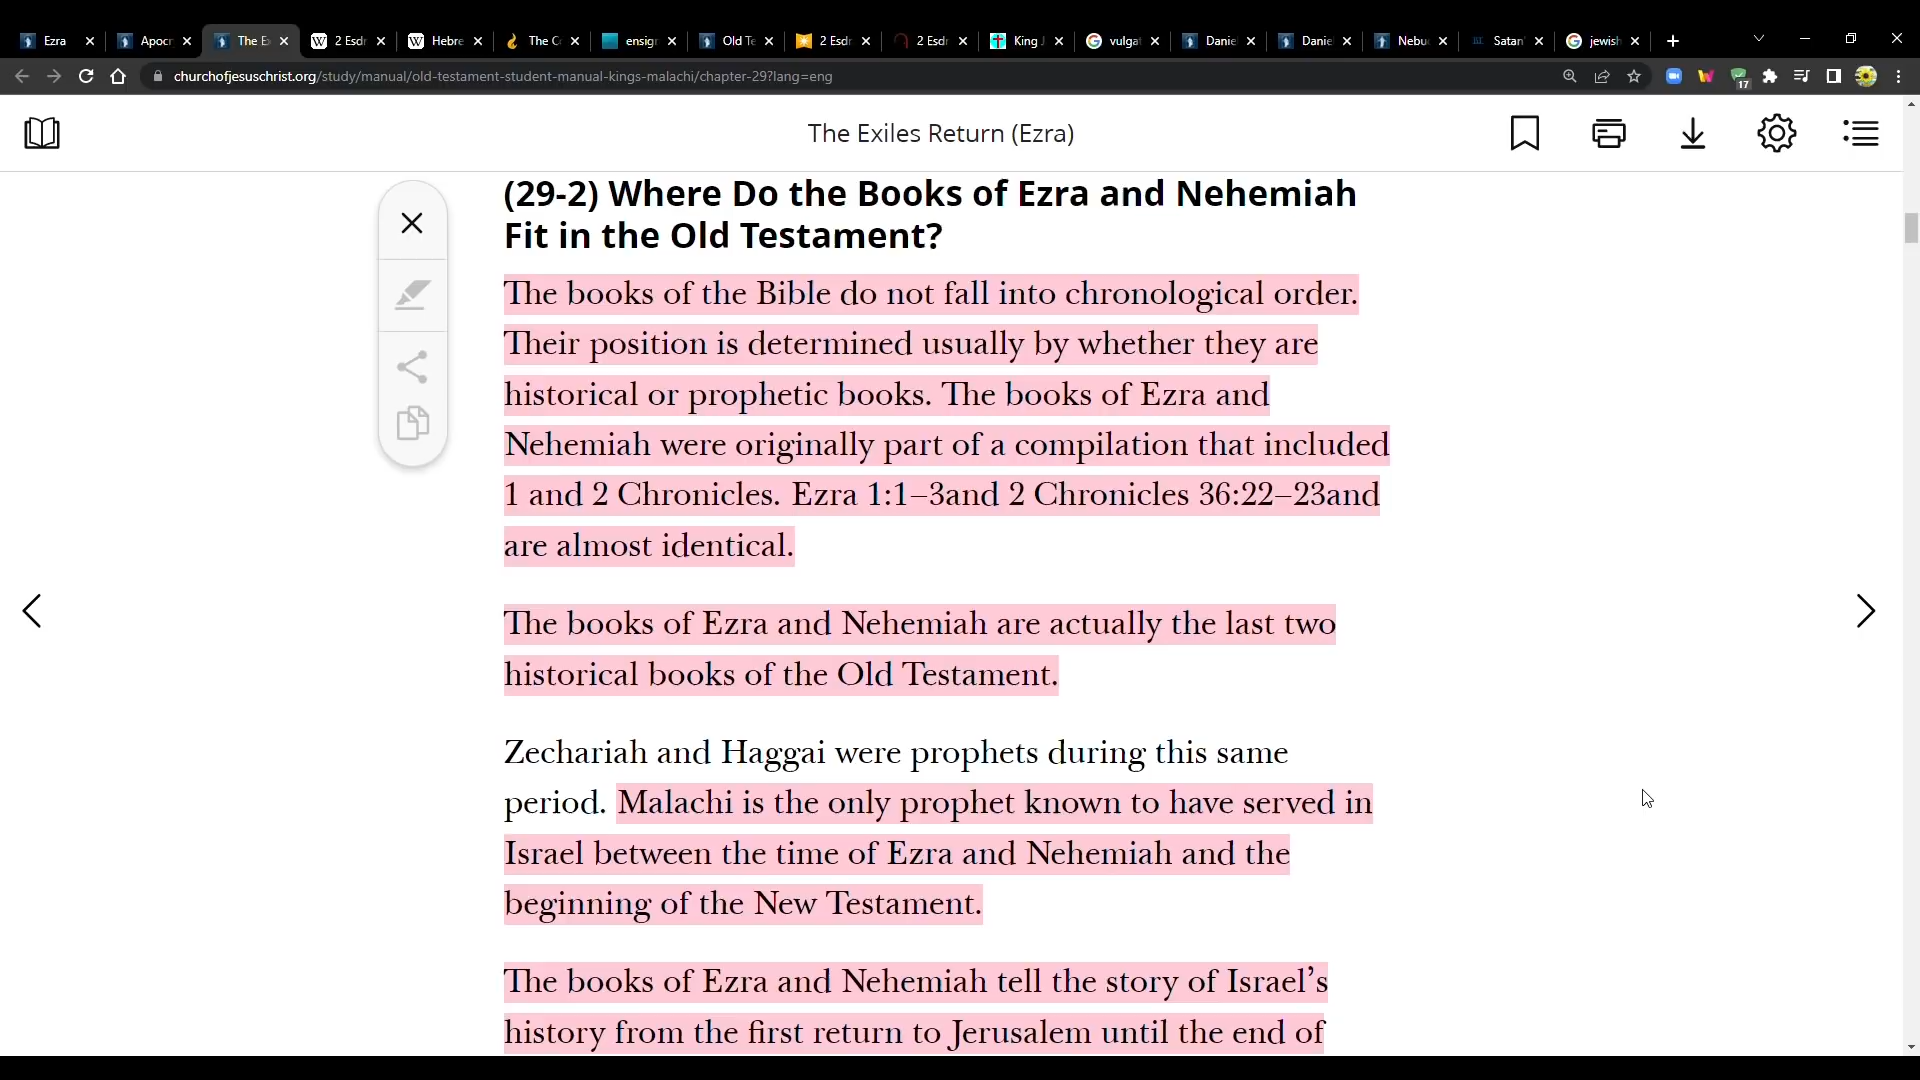 Ezra
Apocr
The E
2 Esdr
Hebre
The C
ensig
Old Te
2 Esdr
2 Esdr
King J
vulga
Danie
Danie
Nebu
Satan'
jewish
churchofjesuschrist.org/study/manual/old-testament-student-manual-kings-malachi/chapter-29?lang=eng
17
The Exiles Return (Ezra)
(29-2) Where Do the Books of Ezra and Nehemiah
Fit in the Old Testament?
The books of the Bible do not fall into chronological order.
Their position is determined usually by whether they are
historical or prophetic books. The books of Ezra and
Nehemiah were originally part of a compilation that included
1 and 2 Chronicles. Ezra 1:1–3and 2 Chronicles 36:22–23and
are almost identical.
The books of Ezra and Nehemiah are actually the last two
historical books of the Old Testament.
Zechariah and Haggai were prophets during this same
period. Malachi is the only prophet known to have served in
Israel between the time of Ezra and Nehemiah and the
beginning of the New Testament.
The books of Ezra and Nehemiah tell the story of Israel’s
history from the first return to Jerusalem until the end of